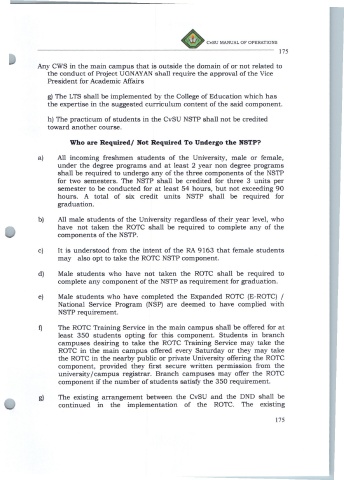 CvSU MANUAL OF OPERATIONS
175
Any CWS in the main campus that is outside the domain of or not related to
the conduct of Project UGNAYAN shall require the approval of the Vice
President for Academic Affairs
g) The LTS shall be implemented by the College of Education which has
the expertise in the suggested curriculum content of the said component.
h) The practicum of students in the CvSU NSTP shall not be credited
toward another course.
Who are Required/ Not Required To Undergo the NSTP?
a) All incoming freshmen students of the University, male or female,
under the degree programs and at least 2 year non degree programs
shall be required to undergo any of the three components of the NSTP
for two semesters. The NSTP shall be credited for three 3 units per
semester to be conducted for at least 54 hours, but not exceeding 90
hours. A total of six credit units NSTP shall be required for
graduation.
b) All male students of the University regardless of their year level, who
have not taken the ROTC shall be required to complete any of the
components of the NSTP.
c) It is understood from the intent of the RA 9163 that female students
may also opt to take the ROTC NSTP component.
d) Male students who have not taken the ROTC shall be required to
complete any component of the NSTP as requirement for graduation.
e) Male students who have completed the Expanded ROTC (E-ROTC) /
National Service Program (NSP) are deemed to have complied with
NSTP requirement.
f) The ROTC Training Service in the main campus shall be offered for at
least 350 students opting for this component. Students in branch
campuses desiring to take the ROTC Training Service may take the
ROTC in the main campus offered every Saturday or they may take
the ROTC in the nearby public or private University offering the ROTC
component, provided they first secure written permission from the
university/campus registrar. Branch campuses may offer the ROTC
component if the number of students satisfy the 350 requirement.
g) The existing arrangement between the CvSU and the DND shall be
continued in the implementation of the ROTC. The existing
175